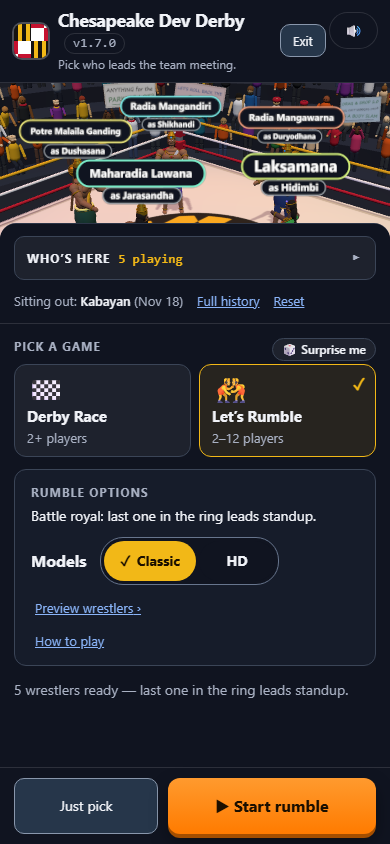 Chesapeake Dev Derby
v1.7.0
Pick who leads the team meeting.
Exit
ANYTHING for the
Radia Mangandiri
as Shikhandi
Radia Mangawarna
as Duryodhana
Potre Malaila Ganding
as Dushasana
Maharadia Lawana
as Jarasandha
Laksamana
as Hidimbi
WHO'S HERE 5 playing
Sitting out: Kabayan (Nov 18) Full history Reset
PICK A GAME
Surprise me
Derby Race
2+ players
Let's Rumble
2–12 players
RUMBLE OPTIONS
Battle royal: last one in the ring leads standup.
Models
✓ Classic
HD
Preview wrestlers ›
How to play
5 wrestlers ready — last one in the ring leads standup.
Just pick
▶ Start rumble